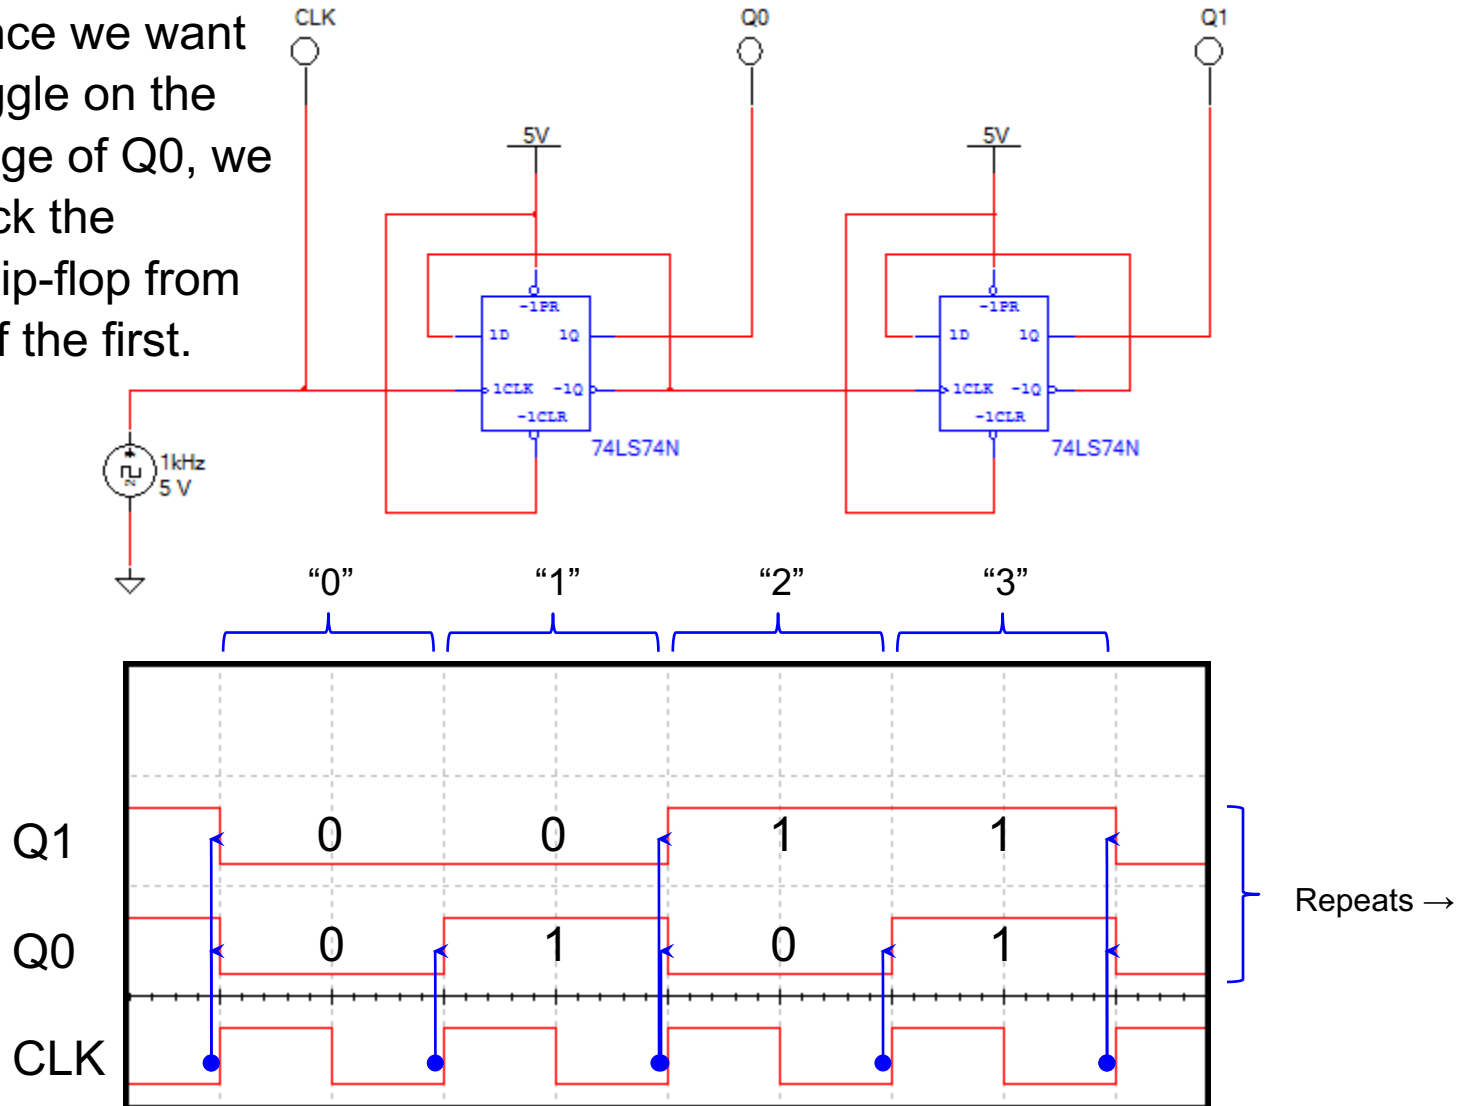 CLK Q0 Q1
nce we want
ggle on the
ge of Q0, we
ck the
ip-flop from
f the first.
5V 5V
-1PR -1PR
1D 1Q 1D 1Q
1CLK -1Q 1CLK -1Q
-1CLR -1CLR
74LS74N 74LS74N
1kHz
5 V
“0” “1” “2” “3”
Q1 0 0 1 1
Repeats →
Q0 0 1 0 1
CLK